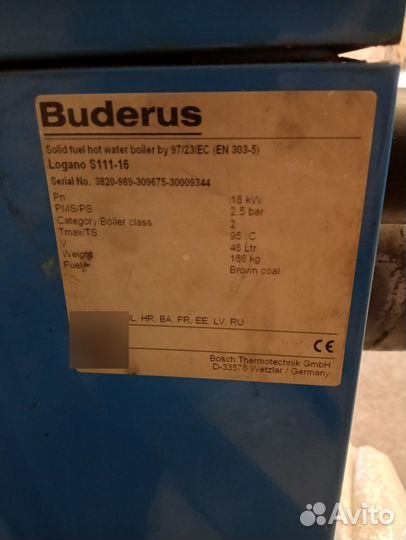 Buderus
Solid fuel hot water boiler by 97/23/EC (EN 303-5)
Logano S111-16
Serial No. 3820-989-309675-30009344
Pn 16 kW
PMS/PS 2.5 bar
Category/Boiler class 2
Tmax/TS 95 C
V 46 Ltr.
Weight 166 kg
Fuel Brown coal
HR, BA, FR, EE, LV, RU
CE
Bosch Thermotechnik GmbH
D-33576 Wetzlar / Germany
Avito